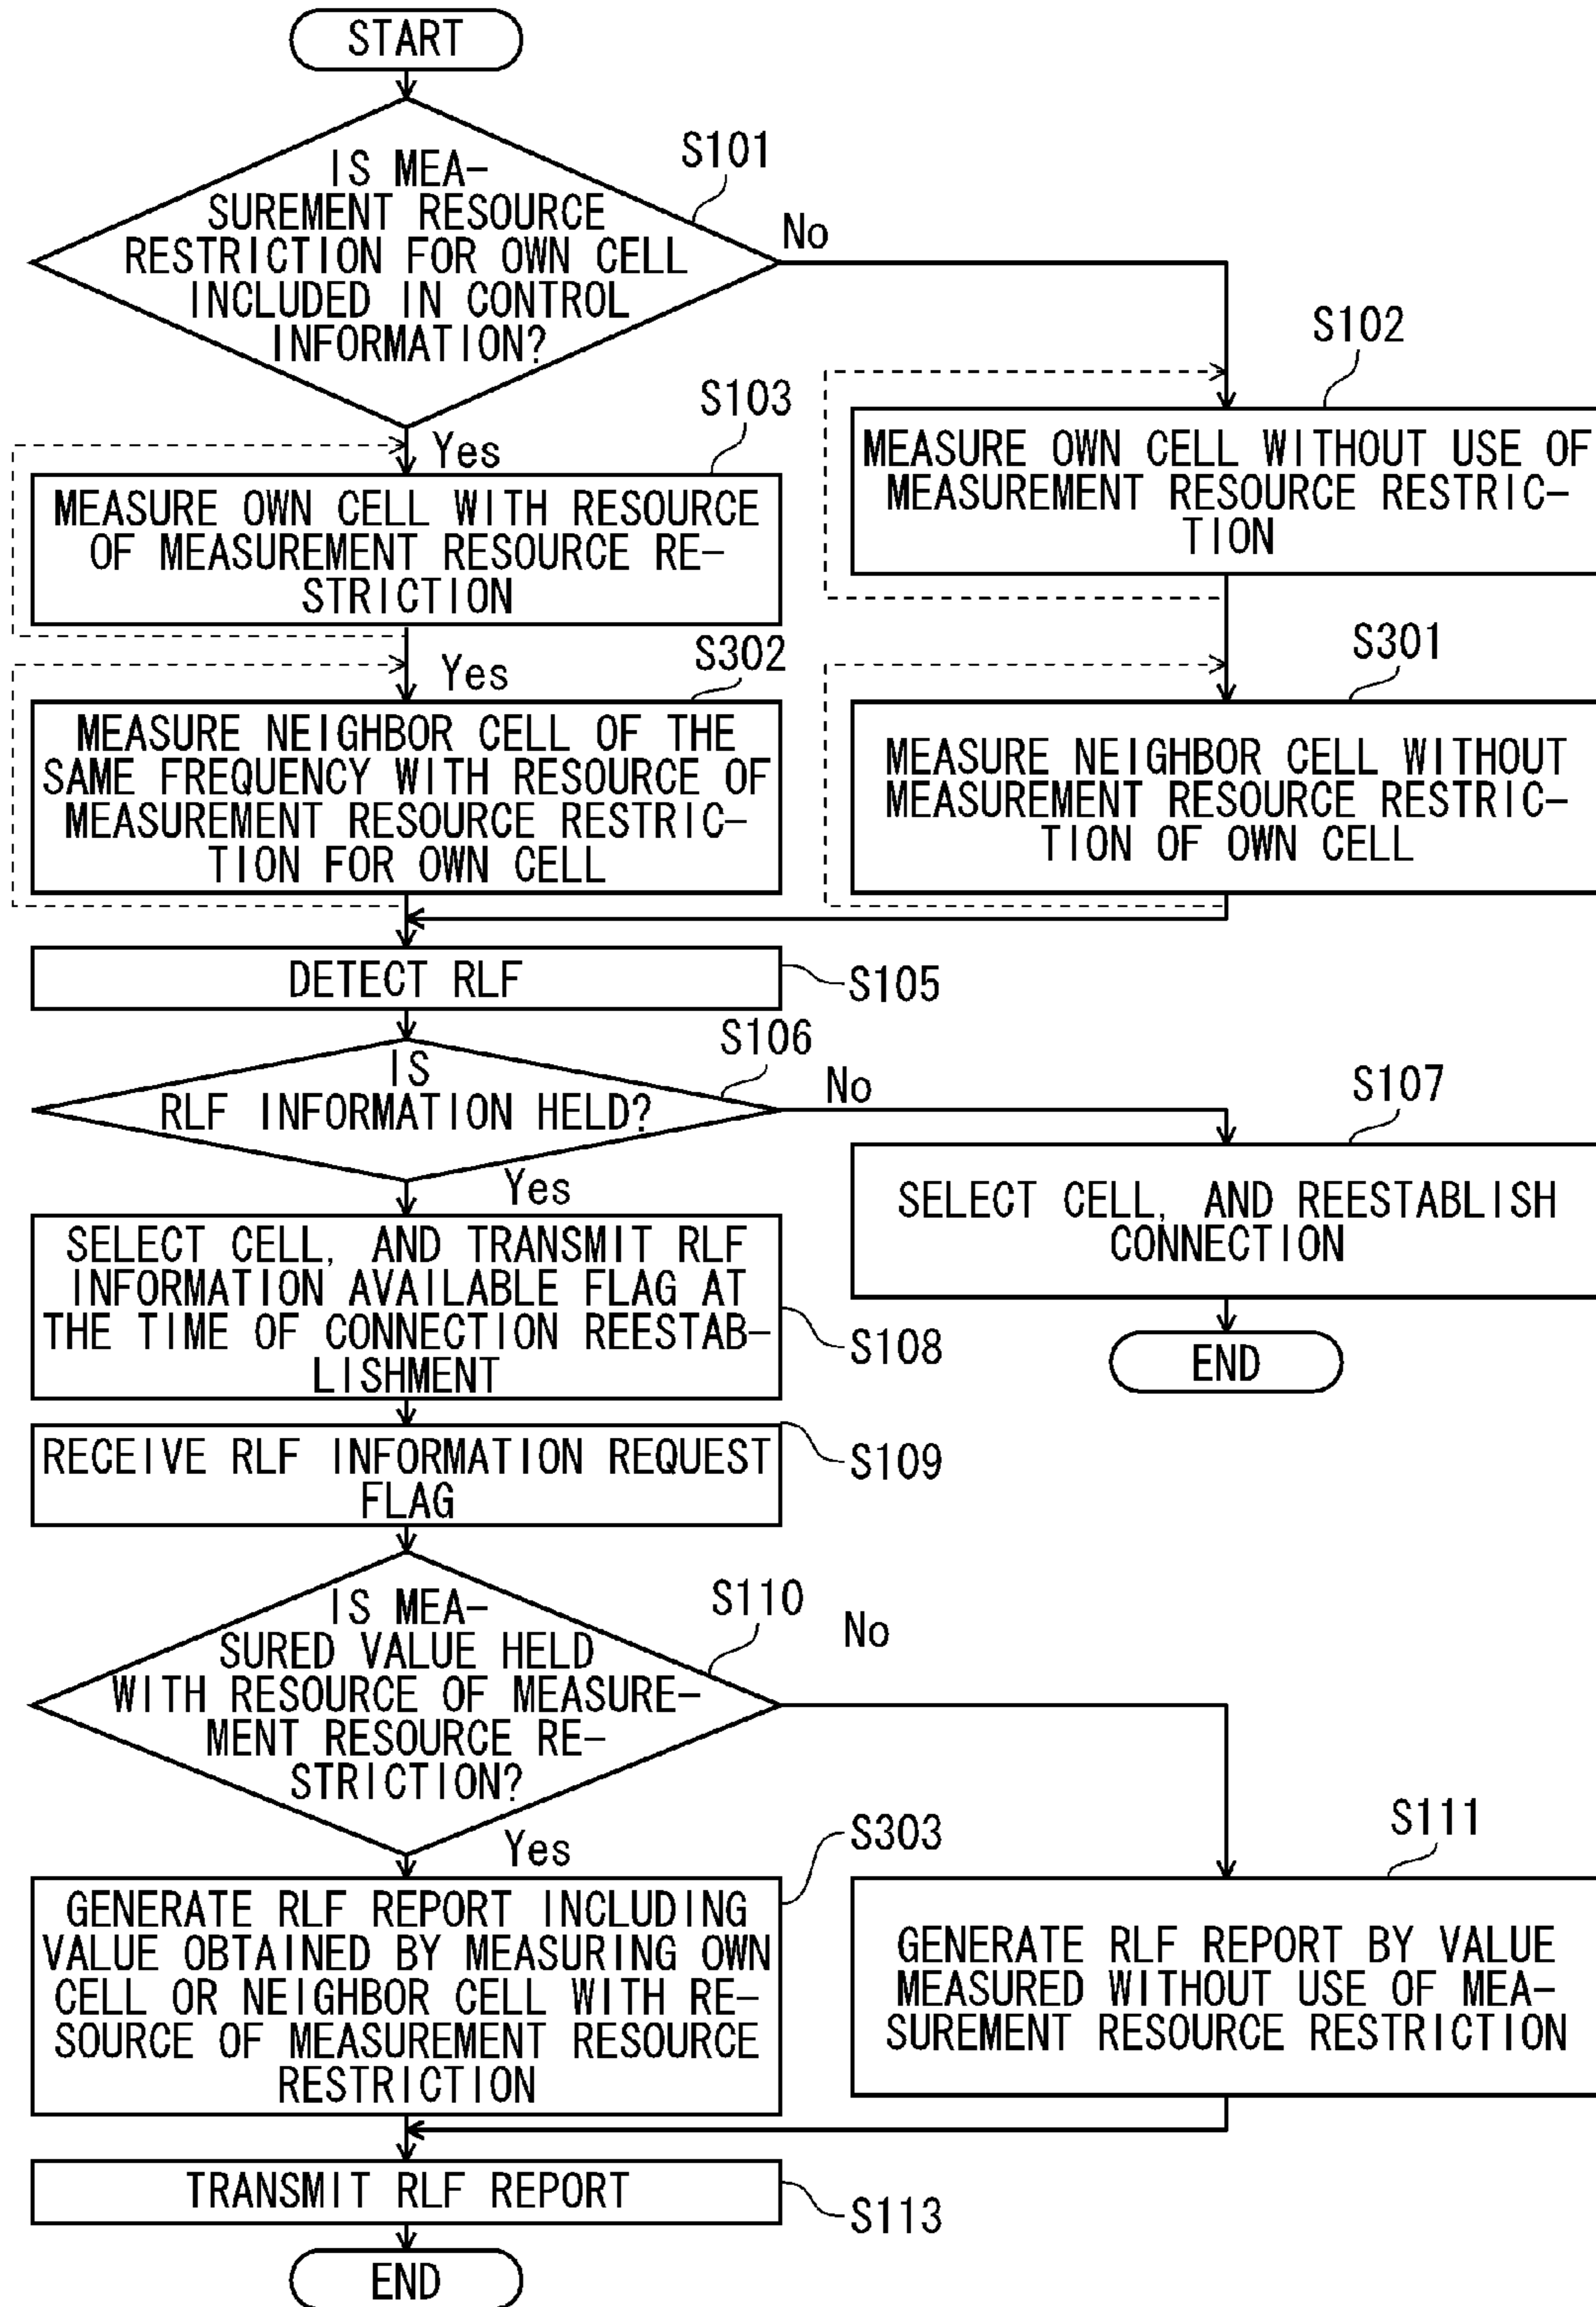 START
S101
IS MEA-
SUREMENT RESOURCE
RESTRICTION FOR OWN CELL
INCLUDED IN CONTROL
INFORMATION?
No
Yes
S102
MEASURE OWN CELL WITHOUT USE OF
MEASUREMENT RESOURCE RESTRIC-
TION
S103
MEASURE OWN CELL WITH RESOURCE
OF MEASUREMENT RESOURCE RE-
STRICTION
Yes
S302
MEASURE NEIGHBOR CELL OF THE
SAME FREQUENCY WITH RESOURCE OF
MEASUREMENT RESOURCE RESTRIC-
TION FOR OWN CELL
S301
MEASURE NEIGHBOR CELL WITHOUT
MEASUREMENT RESOURCE RESTRIC-
TION OF OWN CELL
DETECT RLF
S105
S106
IS
RLF INFORMATION HELD?
No
Yes
S107
SELECT CELL, AND REESTABLISH
CONNECTION
END
SELECT CELL, AND TRANSMIT RLF
INFORMATION AVAILABLE FLAG AT
THE TIME OF CONNECTION REESTAB-
LISHMENT
S108
RECEIVE RLF INFORMATION REQUEST
FLAG
S109
S110
IS MEA-
SURED VALUE HELD
WITH RESOURCE OF MEASURE-
MENT RESOURCE RE-
STRICTION?
No
Yes
S303
GENERATE RLF REPORT INCLUDING
VALUE OBTAINED BY MEASURING OWN
CELL OR NEIGHBOR CELL WITH RE-
SOURCE OF MEASUREMENT RESOURCE
RESTRICTION
S111
GENERATE RLF REPORT BY VALUE
MEASURED WITHOUT USE OF MEA-
SUREMENT RESOURCE RESTRICTION
TRANSMIT RLF REPORT
S113
END